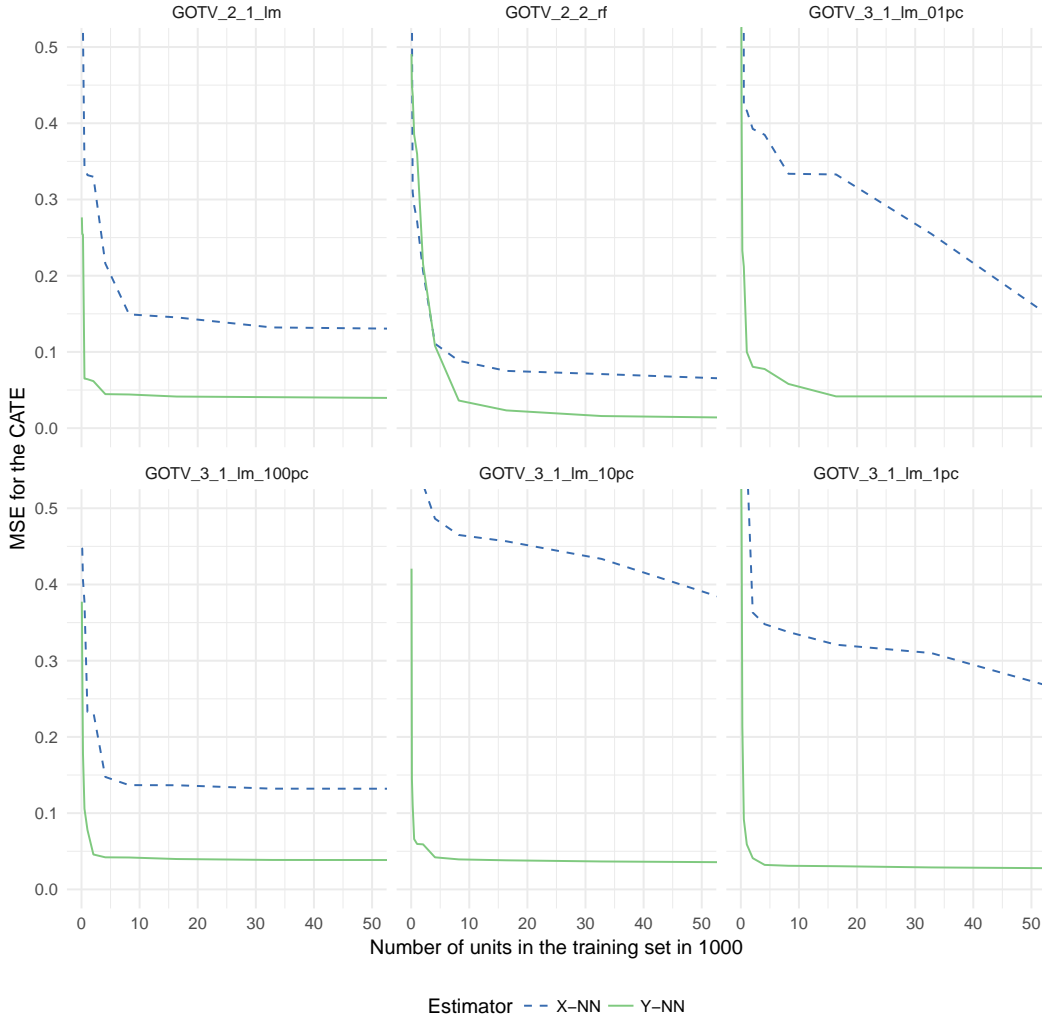 GOTV_2_1_lm GOTV_2_2_rf GOTV_3_1_lm_01pc
0.5
0.4
0.3
0.2
0.1
0.0
GOTV_3_1_lm_100pc GOTV_3_1_lm_10pc GOTV_3_1_lm_1pc
0.5
0.4
0.3
0.2
0.1
0.0
MSE for the CATE
0 10 20 30 40 50 0 10 20 30 40 50 0 10 20 30 40 50
Number of units in the training set in 1000
Estimator X−NN Y−NN